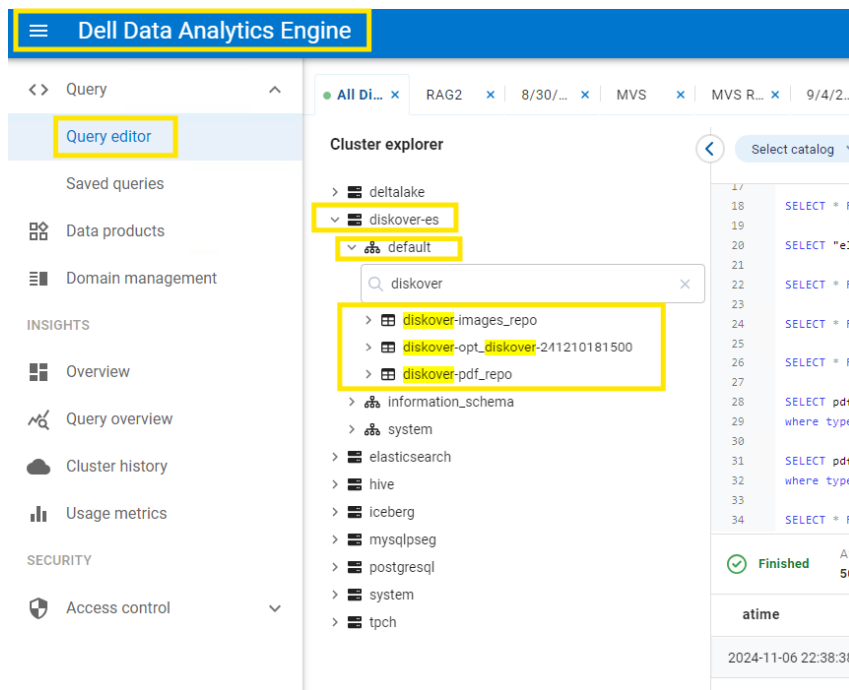 Dell Data Analytics Engine
Query
Query editor
Saved queries
Data products
Domain management
INSIGHTS
Overview
Query overview
Cluster history
Usage metrics
SECURITY
Access control
All Di... × RAG2 × 8/30/... × MVS × MVS R... × 9/4/2...
Cluster explorer
deltalake
diskover-es
default
diskover
diskover-images_repo
diskover-opt_diskover-241210181500
diskover-pdf_repo
information_schema
system
elasticsearch
hive
iceberg
mysqlpseg
postgresql
system
tpch
Select catalog
17
18 SELECT * F
19
20 SELECT "el
21
22 SELECT * F
23
24 SELECT * F
25
26 SELECT * F
27
28 SELECT pdf
29 where type
30
31 SELECT pdf
32 where type
33
34 SELECT * F
Finished
atime
2024-11-06 22:38:38